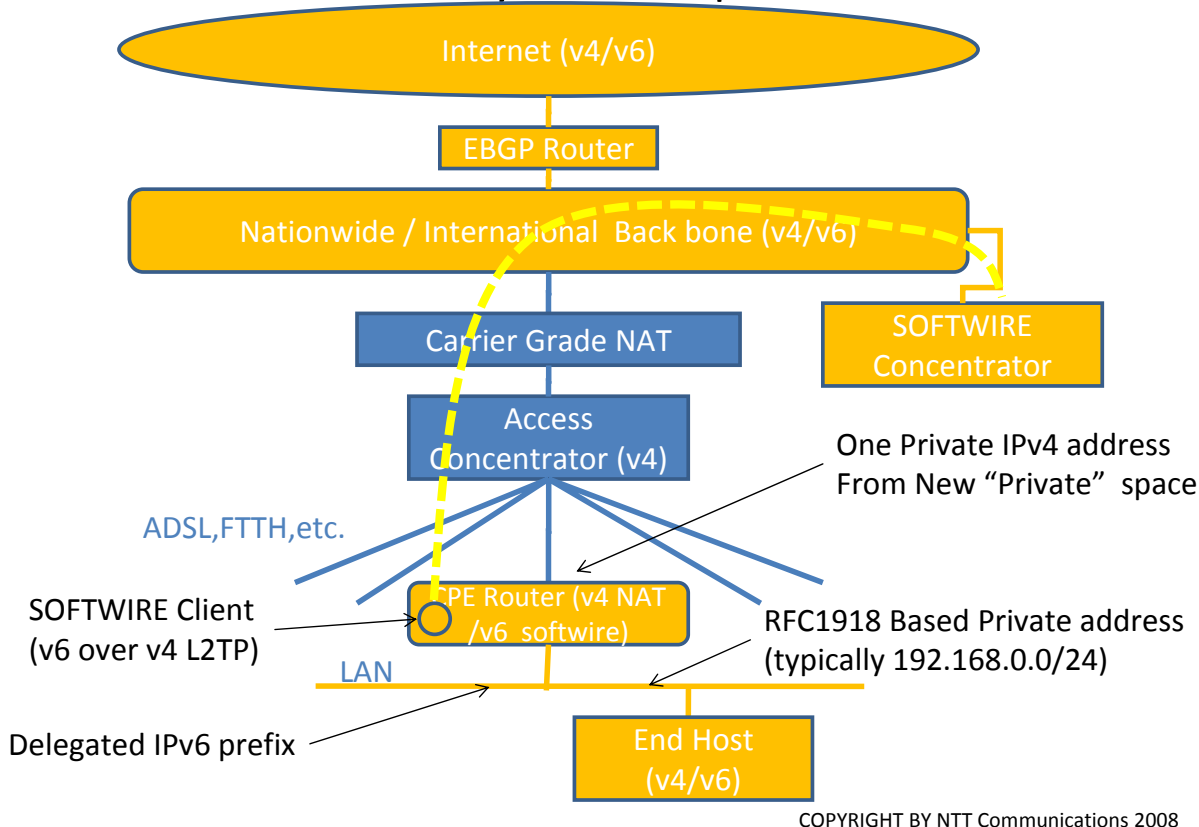 Internet (v4/v6)
EBGP Router
Nationwide / International Back bone (v4/v6)
SOFTWIRE
Concentrator
Carrier Grade NAT
Access
Concentrator (v4)
One Private IPv4 address
From New “Private” space
ADSL,FTTH,etc.
SOFTWIRE Client
(v6 over v4 L2TP)
CPE Router (v4 NAT
/v6 softwire)
RFC1918 Based Private address
(typically 192.168.0.0/24)
LAN
Delegated IPv6 prefix
End Host
(v4/v6)
COPYRIGHT BY NTT Communications 2008